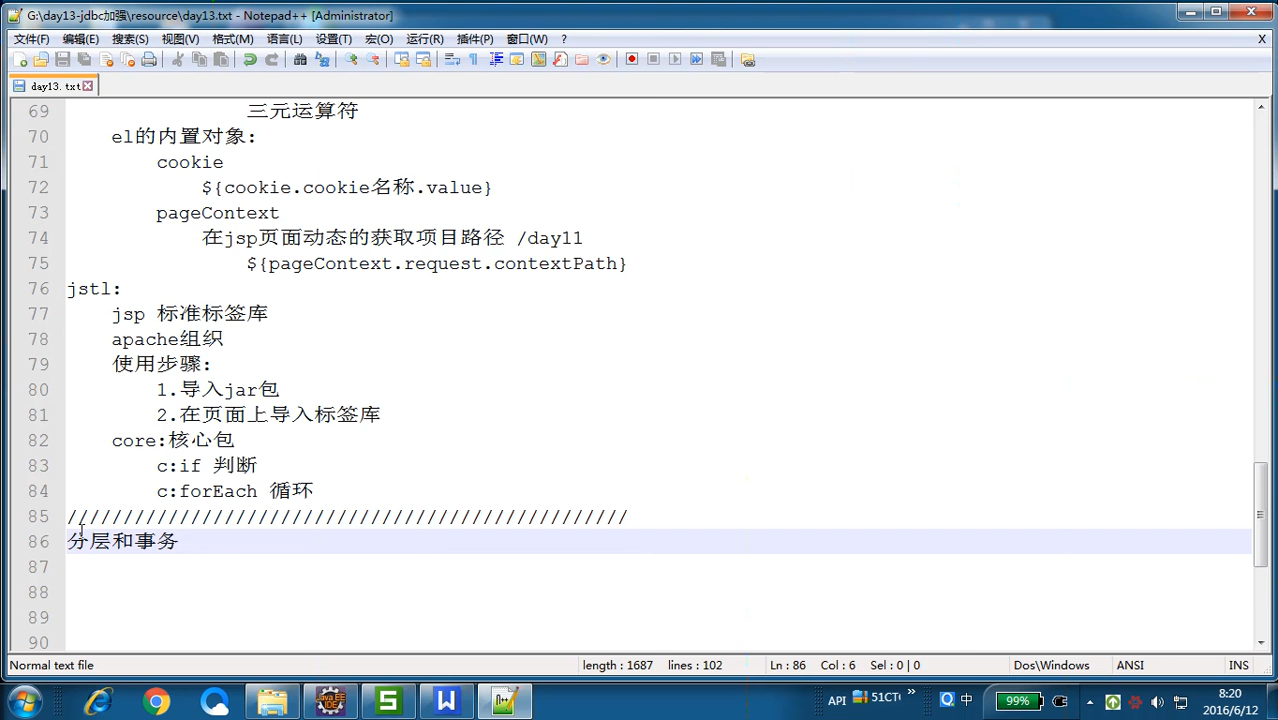 G:\day13-jdbc加强\resource\day13.txt - Notepad++ [Administrator]
文件(F) 编辑(E) 搜索(S) 视图(V) 格式(M) 语言(L) 设置(T) 宏(O) 运行(R) 插件(P) 窗口(W) ? X
day13.txt
69 三元运算符
70 el的内置对象:
71 cookie
72 ${cookie.cookie名称.value}
73 pageContext
74 在jsp页面动态的获取项目路径 /day11
75 ${pageContext.request.contextPath}
76 jstl:
77 jsp 标准标签库
78 apache组织
79 使用步骤:
80 1.导入jar包
81 2.在页面上导入标签库
82 core:核心包
83 c:if 判断
84 c:forEach 循环
85 //////////////////////////////////////////////////
86 分层和事务
87
88
89
90
Normal text file length : 1687 lines : 102 Ln : 86 Col : 6 Sel : 0 | 0 Dos\Windows ANSI INS
Java EE IDE S W API 51CTO » 中 99% 8:20
2016/6/12